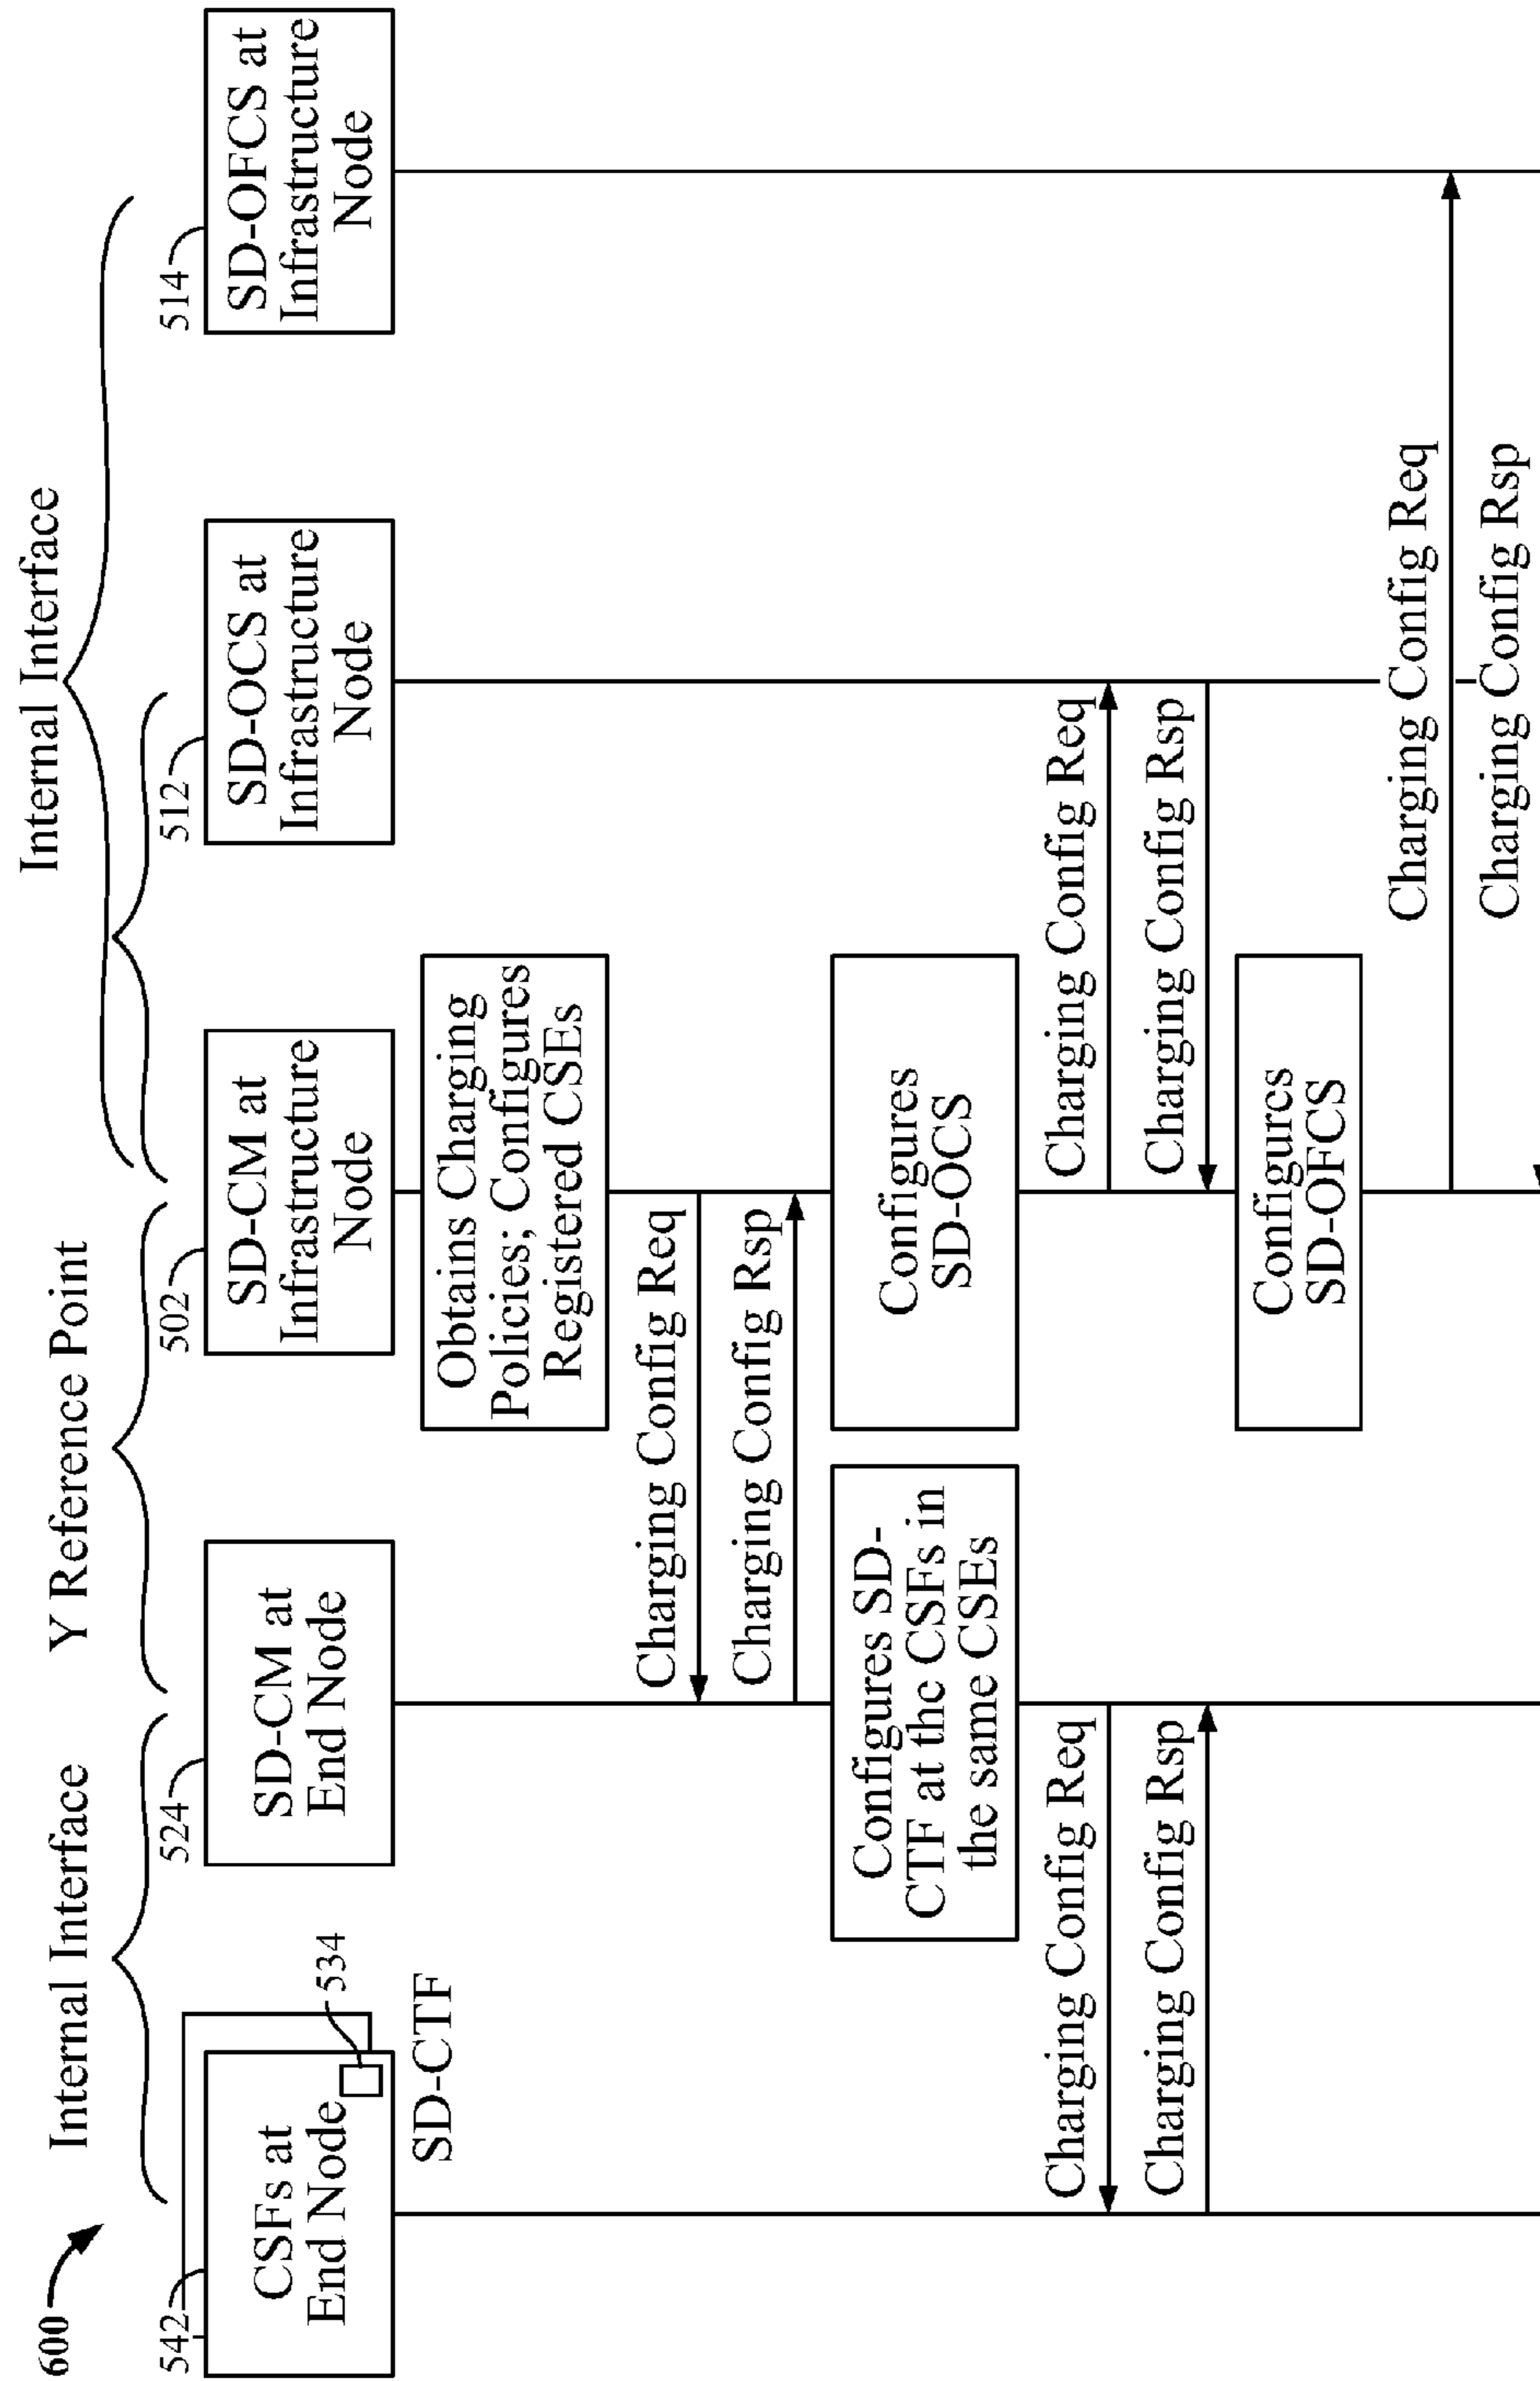 600
Internal Interface
Y Reference Point
Internal Interface
542
524
502
512
514
CSFs at
End Node
534
SD-CTF
SD-CM at
End Node
SD-CM at
Infrastructure
Node
SD-OCS at
Infrastructure
Node
SD-OFCS at
Infrastructure
Node
Obtains Charging
Policies; Configures
Registered CSEs
Charging Config Req
Charging Config Rsp
Configures SD-
CTF at the CSFs in
the same CSEs
Configures
SD-OCS
Charging Config Req
Charging Config Req
Charging Config Rsp
Charging Config Rsp
Configures
SD-OFCS
Charging Config Req
Charging Config Rsp